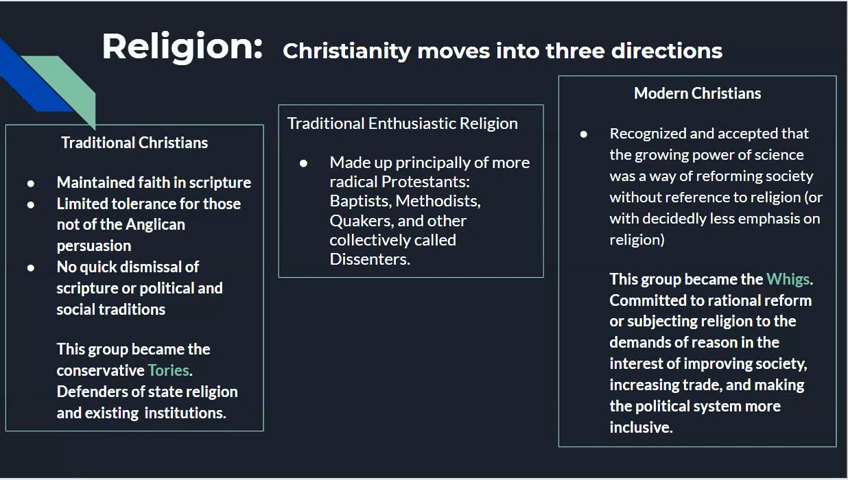 Religion: Christianity moves into three directions
Traditional Christians
● Maintained faith in scripture
● Limited tolerance for those
not of the Anglican
persuasion
● No quick dismissal of
scripture or political and
social traditions
This group became the
conservative Tories.
Defenders of state religion
and existing institutions.
Traditional Enthusiastic Religion
● Made up principally of more
radical Protestants:
Baptists, Methodists,
Quakers, and other
collectively called
Dissenters.
Modern Christians
● Recognized and accepted that
the growing power of science
was a way of reforming society
without reference to religion (or
with decidedly less emphasis on
religion)
This group became the Whigs.
Committed to rational reform
or subjecting religion to the
demands of reason in the
interest of improving society,
increasing trade, and making
the political system more
inclusive.